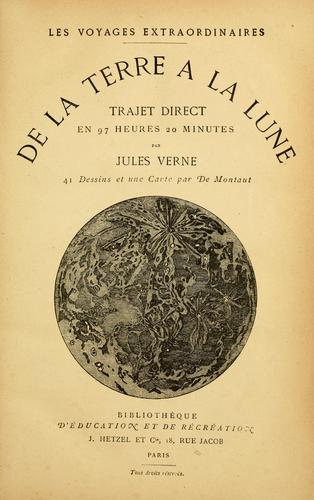 LES VOYAGES EXTRAORDINAIRES
DE LA TERRE A LA LUNE
TRAJET DIRECT
EN 97 HEURES 20 MINUTES
PAR
JULES VERNE
41 Dessins et une Carte par De Montaut
BIBLIOTHÈQUE
D'ÉDUCATION ET DE RÉCRÉATION
J. HETZEL ET Cie, 18, RUE JACOB
PARIS
Tous droits réservés.